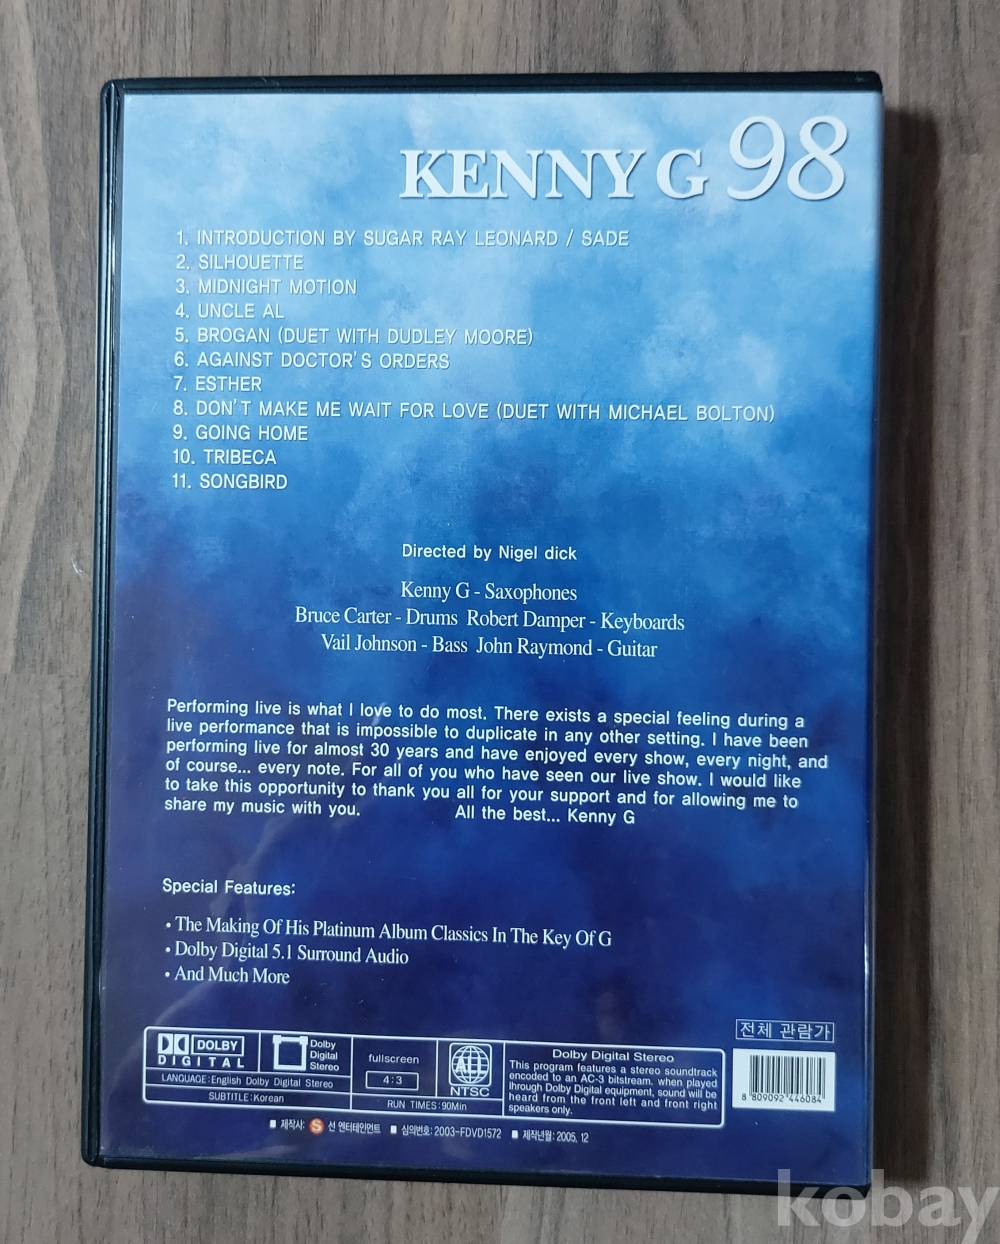 KENNY G 98
1. INTRODUCTION BY SUGAR RAY LEONARD / SADE
2. SILHOUETTE
3. MIDNIGHT MOTION
4. UNCLE AL
5. BROGAN (DUET WITH DUDLEY MOORE)
6. AGAINST DOCTOR'S ORDERS
7. ESTHER
8. DON'T MAKE ME WAIT FOR LOVE (DUET WITH MICHAEL BOLTON)
9. GOING HOME
10. TRIBECA
11. SONGBIRD
Directed by Nigel dick
Kenny G - Saxophones
Bruce Carter - Drums Robert Damper - Keyboards
Vail Johnson - Bass John Raymond - Guitar
Performing live is what I love to do most. There exists a special feeling during a
live performance that is impossible to duplicate in any other setting. I have been
performing live for almost 30 years and have enjoyed every show, every night, and
of course... every note. For all of you who have seen our live show. I would like
to take this opportunity to thank you all for your support and for allowing me to
share my music with you. All the best... Kenny G
Special Features:
• The Making Of His Platinum Album Classics In The Key Of G
• Dolby Digital 5.1 Surround Audio
• And Much More
전체 관람가
DOLBY
DIGITAL
Dolby
Digital
Stereo
LANGUAGE:English Dolby Digital Stereo
SUBTITLE:Korean
fullscreen
4:3
ALL
NTSC
RUN TIMES:90Min
Dolby Digital Stereo
This program features a stereo soundtrack
encoded to an AC-3 bitstream. when played
lhrough Dolby Digital equipment, sound will be
heard from the front left and front right
speakers only.
8 809092 446084
■ 제작사: S 선 엔터테인먼트 ■ 심의번호: 2003-FDVD1572 ■ 제작년월: 2005. 12
kobay